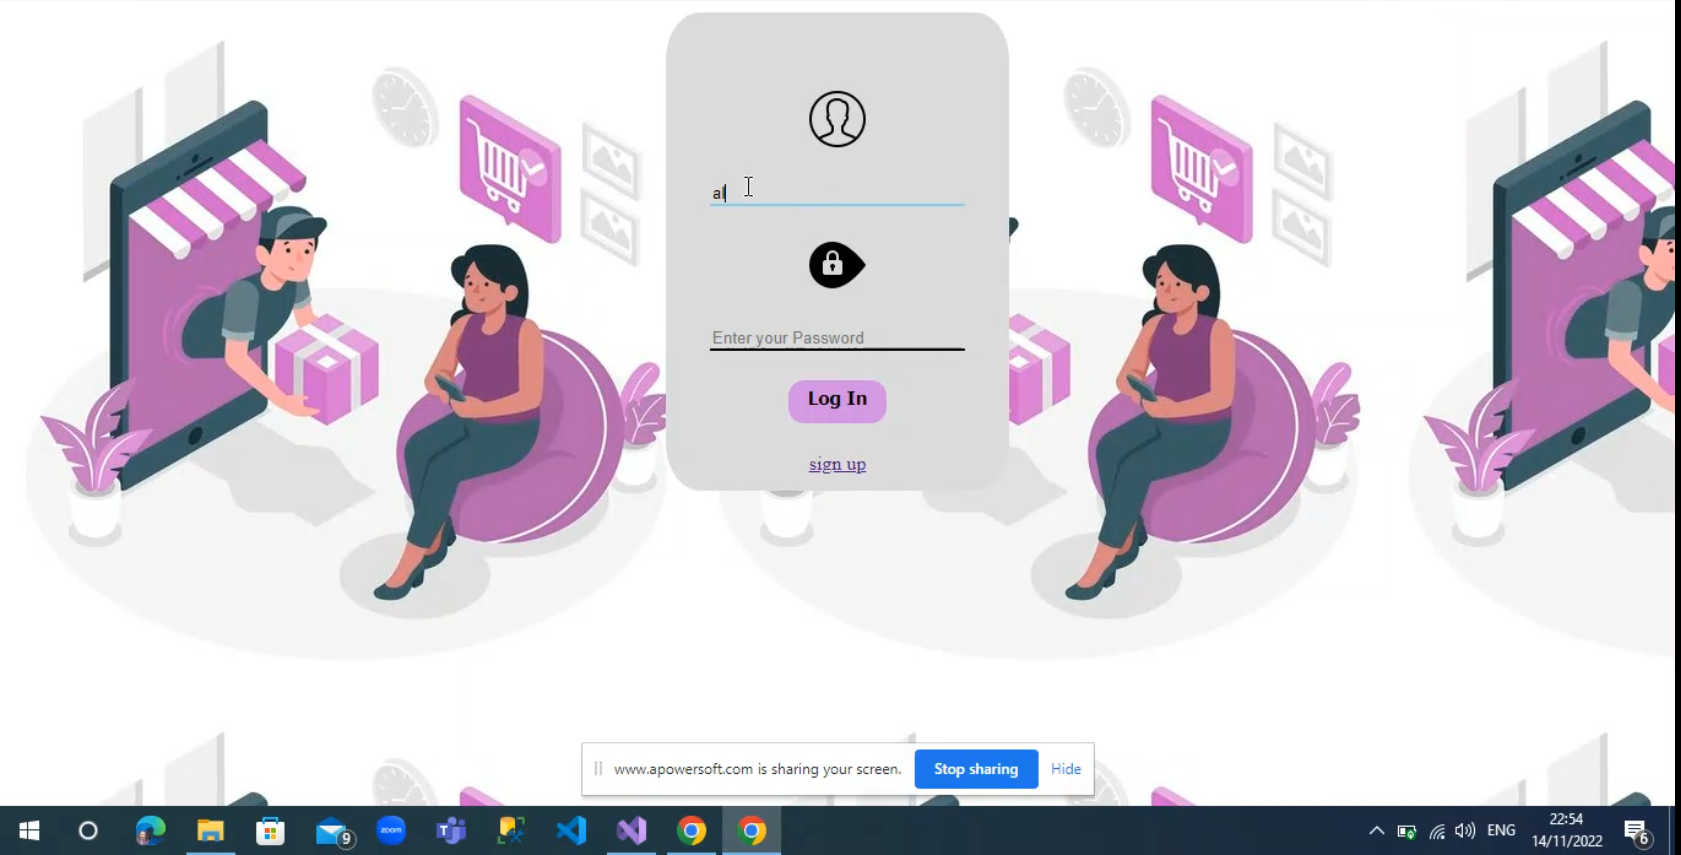 al
Enter your Password
Log In
sign up
www.apowersoft.com is sharing your screen.
Stop sharing
Hide
9
zoom
T
ENG
22:54
14/11/2022
6